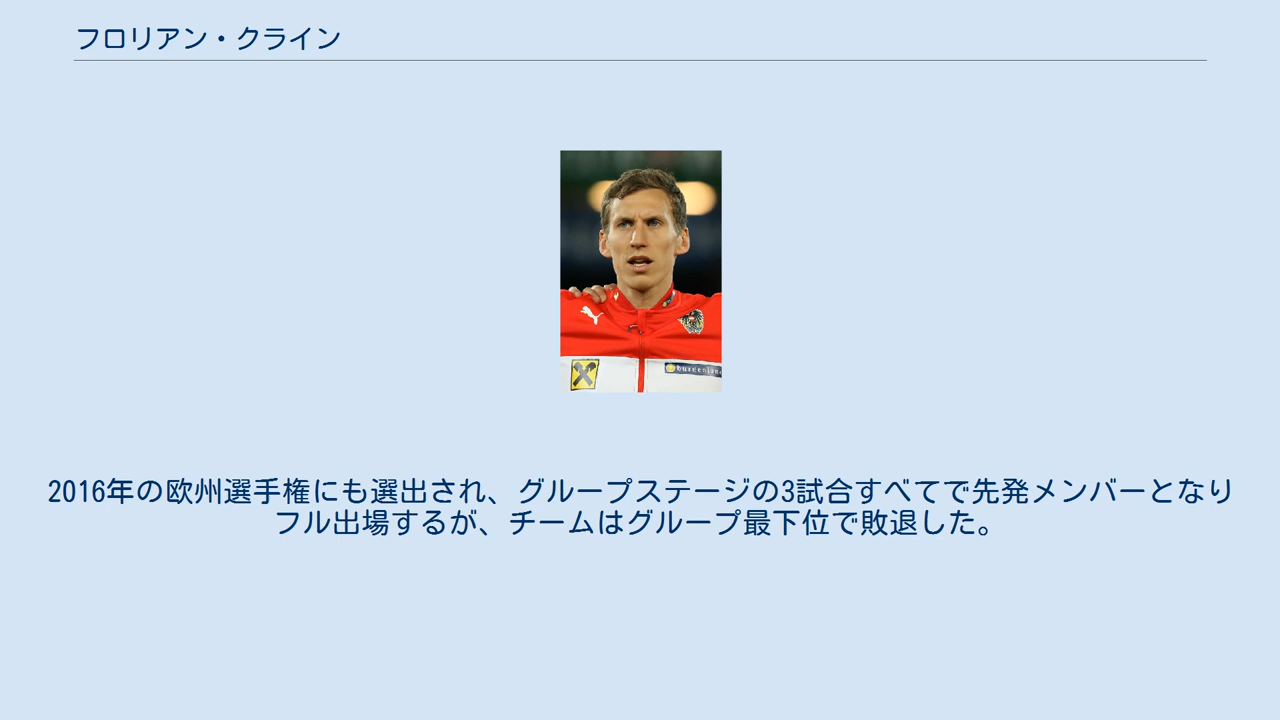 フロリアン・クライン
2016年の欧州選手権にも選出され、グループステージの3試合すべてで先発メンバーとなり
フル出場するが、チームはグループ最下位で敗退した。